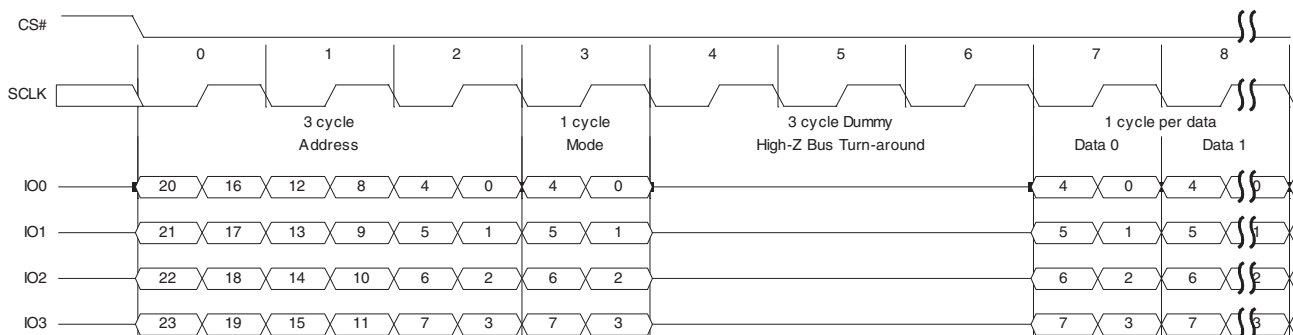 CS#
0 1 2 3 4 5 6 7 8
SCLK
3 cycle 1 cycle 3 cycle Dummy 1 cycle per data
Address Mode High-Z Bus Turn-around Data 0 Data 1
IO0 20 16 12 8 4 0 4 0 4 0 4 0
IO1 21 17 13 9 5 1 5 1 5 1 5 1
IO2 22 18 14 10 6 2 6 2 6 2 6 2
IO3 23 19 15 11 7 3 7 3 7 3 7 3